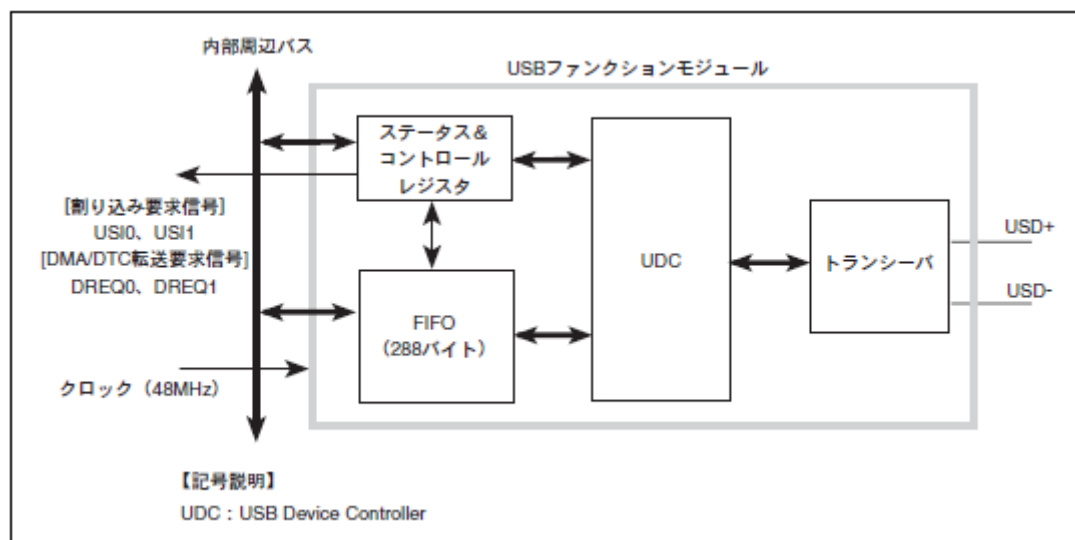 内部周辺バス
USBファンクションモジュール
ステータス&
コントロール
レジスタ
[割り込み要求信号]
USI0、USI1
[DMA/DTC転送要求信号]
DREQ0、DREQ1
UDC
トランシーバ
USD+
USD-
FIFO
(288バイト)
クロック(48MHz)
【記号説明】
UDC : USB Device Controller